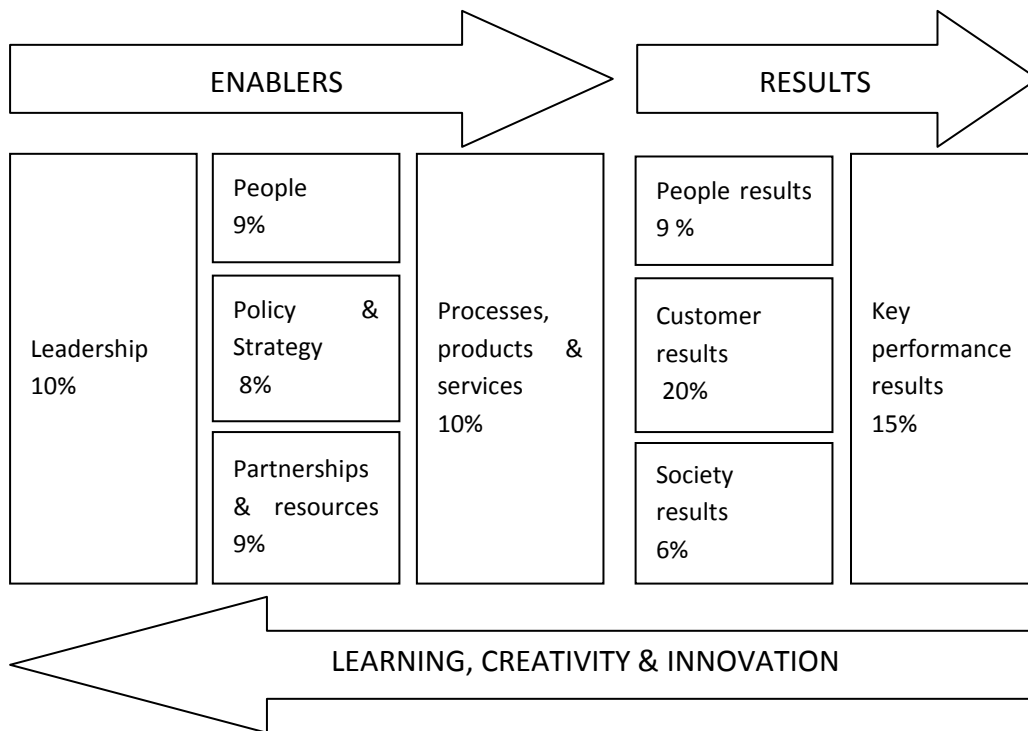 ENABLERS
RESULTS
Leadership
10%
People
9%
Policy &
Strategy
8%
Partnerships
& resources
9%
Processes,
products &
services
10%
People results
9 %
Customer
results
20%
Society
results
6%
Key
performance
results
15%
LEARNING, CREATIVITY & INNOVATION